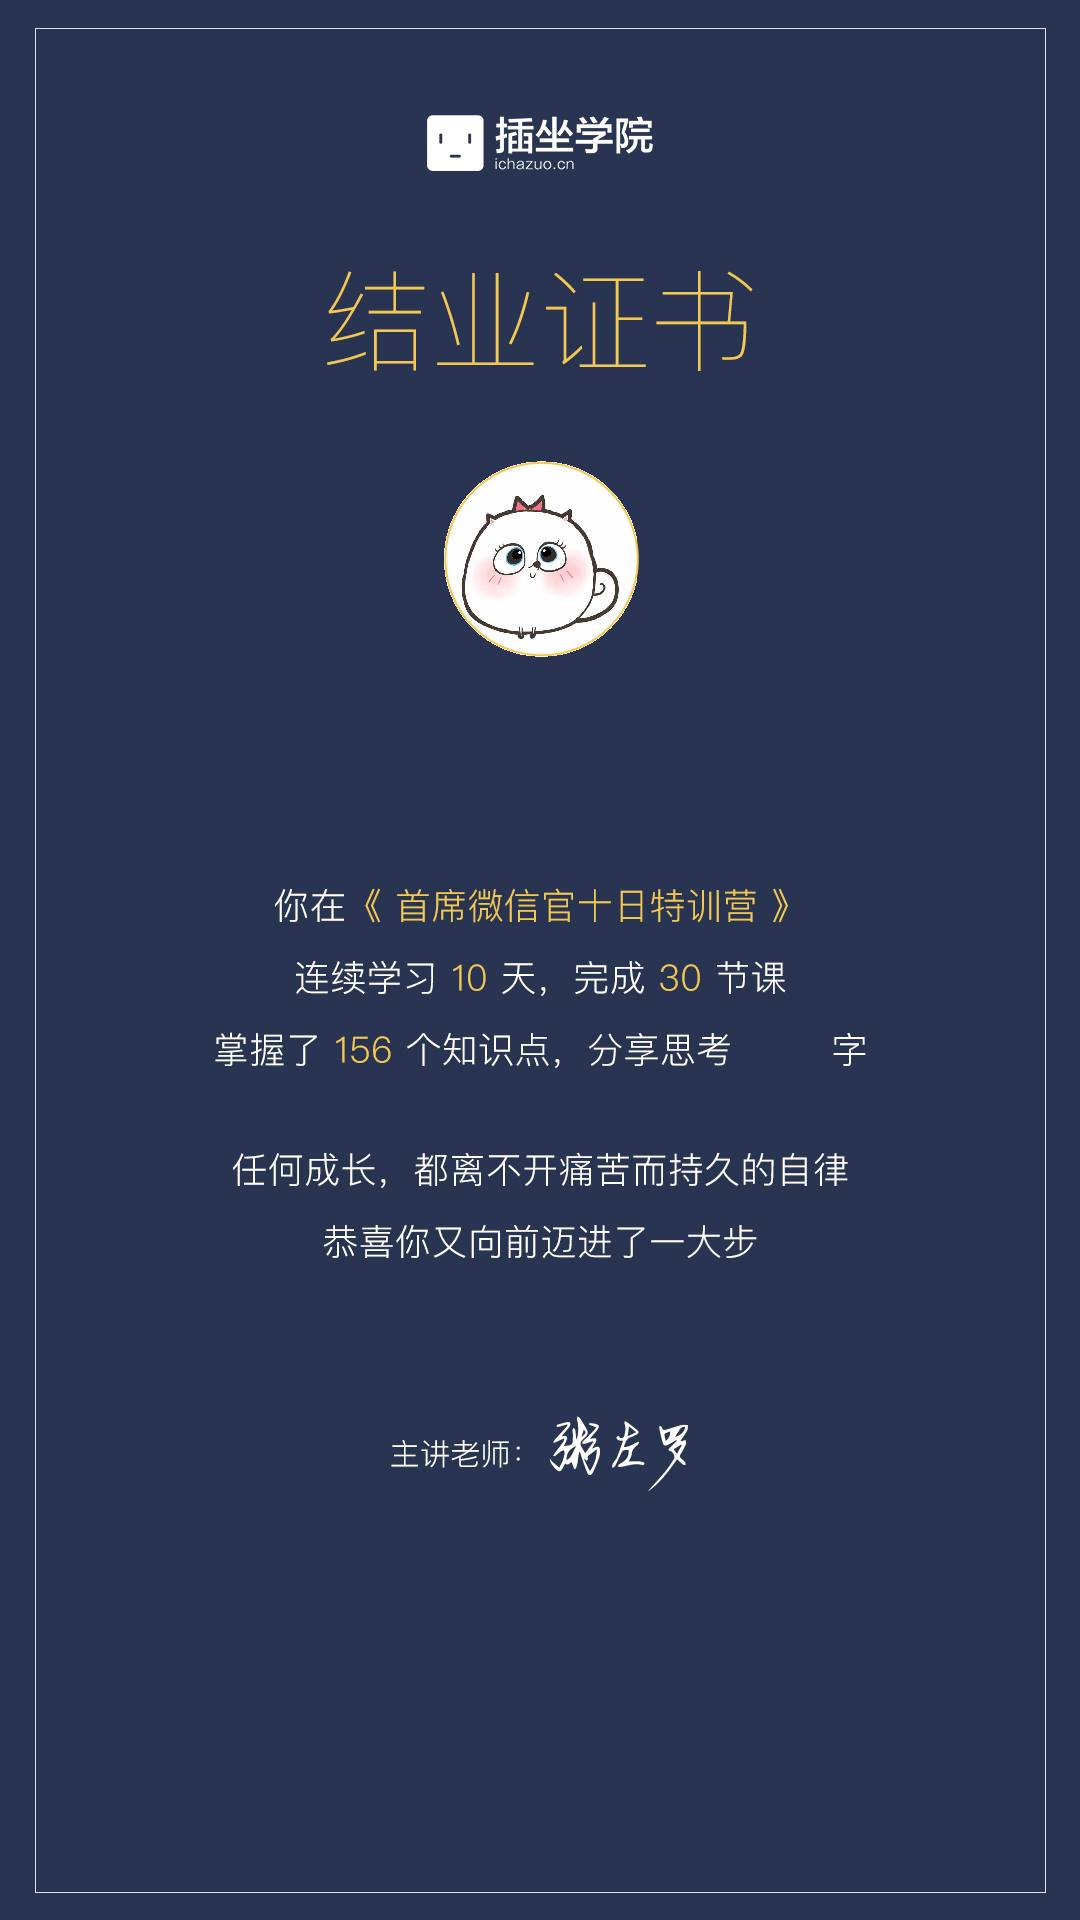 插坐学院
ichazuo.cn
结业证书
你在《 首席微信官十日特训营 》
连续学习 10 天，完成 30 节课
掌握了 156 个知识点，分享思考 字
任何成长，都离不开痛苦而持久的自律
恭喜你又向前迈进了一大步
主讲老师：粥左罗